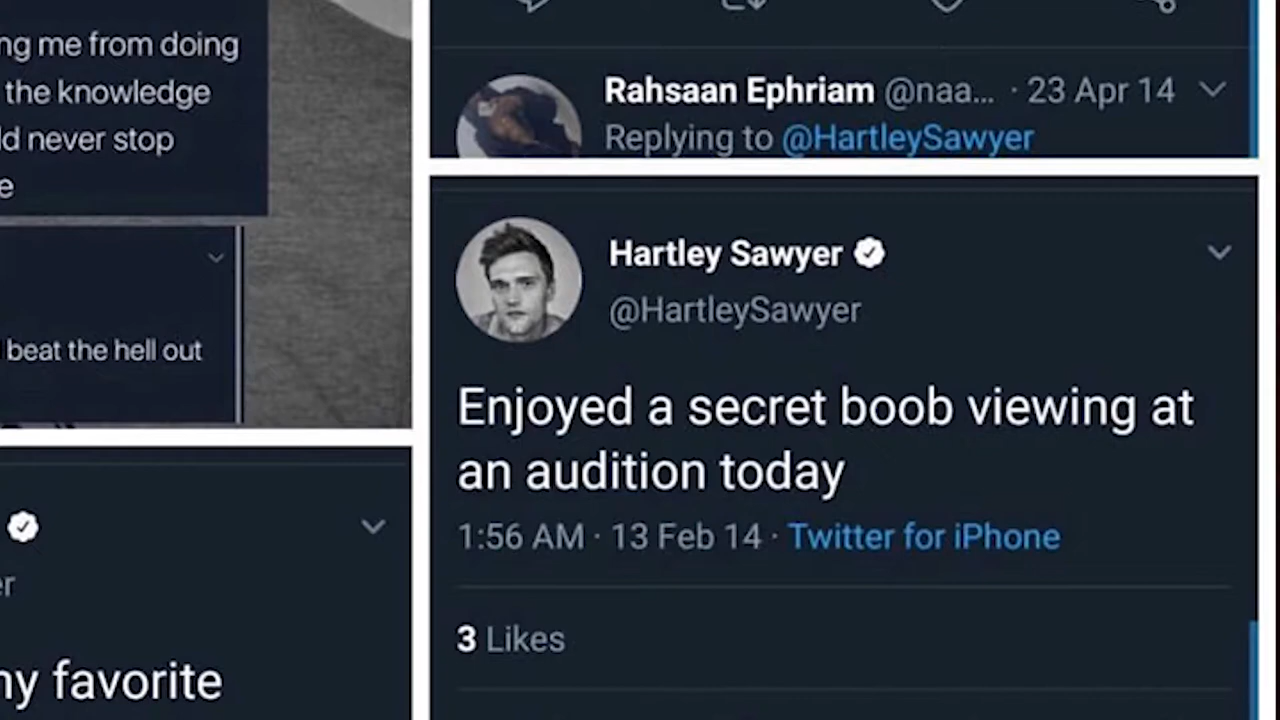 ng me from doing
the knowledge
ld never stop
e
beat the hell out
er
ny favorite
Rahsaan Ephriam @naa... · 23 Apr 14
Replying to @HartleySawyer
Hartley Sawyer
@HartleySawyer
Enjoyed a secret boob viewing at
an audition today
1:56 AM · 13 Feb 14 · Twitter for iPhone
3 Likes